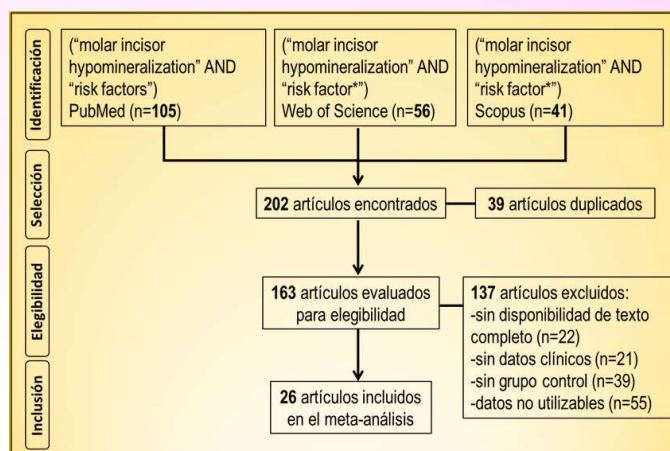 Identificación
("molar incisor
hypomineralization" AND
"risk factors")
PubMed (n=105)
("molar incisor
hypomineralization" AND
"risk factor*")
Web of Science (n=56)
("molar incisor
hypomineralization" AND
"risk factor*")
Scopus (n=41)
Selección
202 artículos encontrados
39 artículos duplicados
Elegibilidad
163 artículos evaluados
para elegibilidad
137 artículos excluidos:
-sin disponibilidad de texto
completo (n=22)
-sin datos clínicos (n=21)
-sin grupo control (n=39)
-datos no utilizables (n=55)
Inclusión
26 artículos incluidos
en el meta-análisis